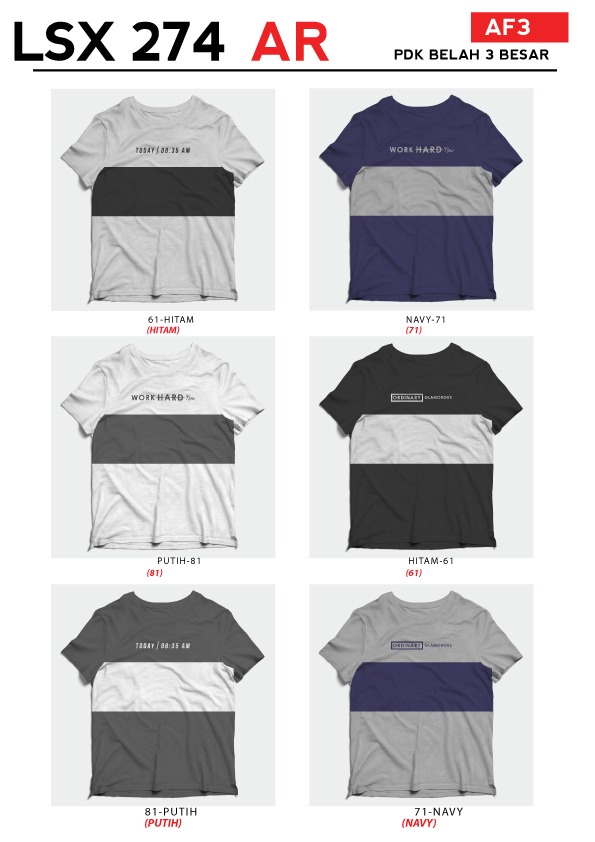 LSX 274 AR
AF3
PDK BELAH 3 BESAR
TODAY / 08:35 AM
WORK HARD Now
61-HITAM
(HITAM)
NAVY-71
(71)
WORK HARD Now
ORDINARY GLAMOROUS
PUTIH-81
(81)
HITAM-61
(61)
TODAY / 08:35 AM
ORDINARY GLAMOROUS
81-PUTIH
(PUTIH)
71-NAVY
(NAVY)